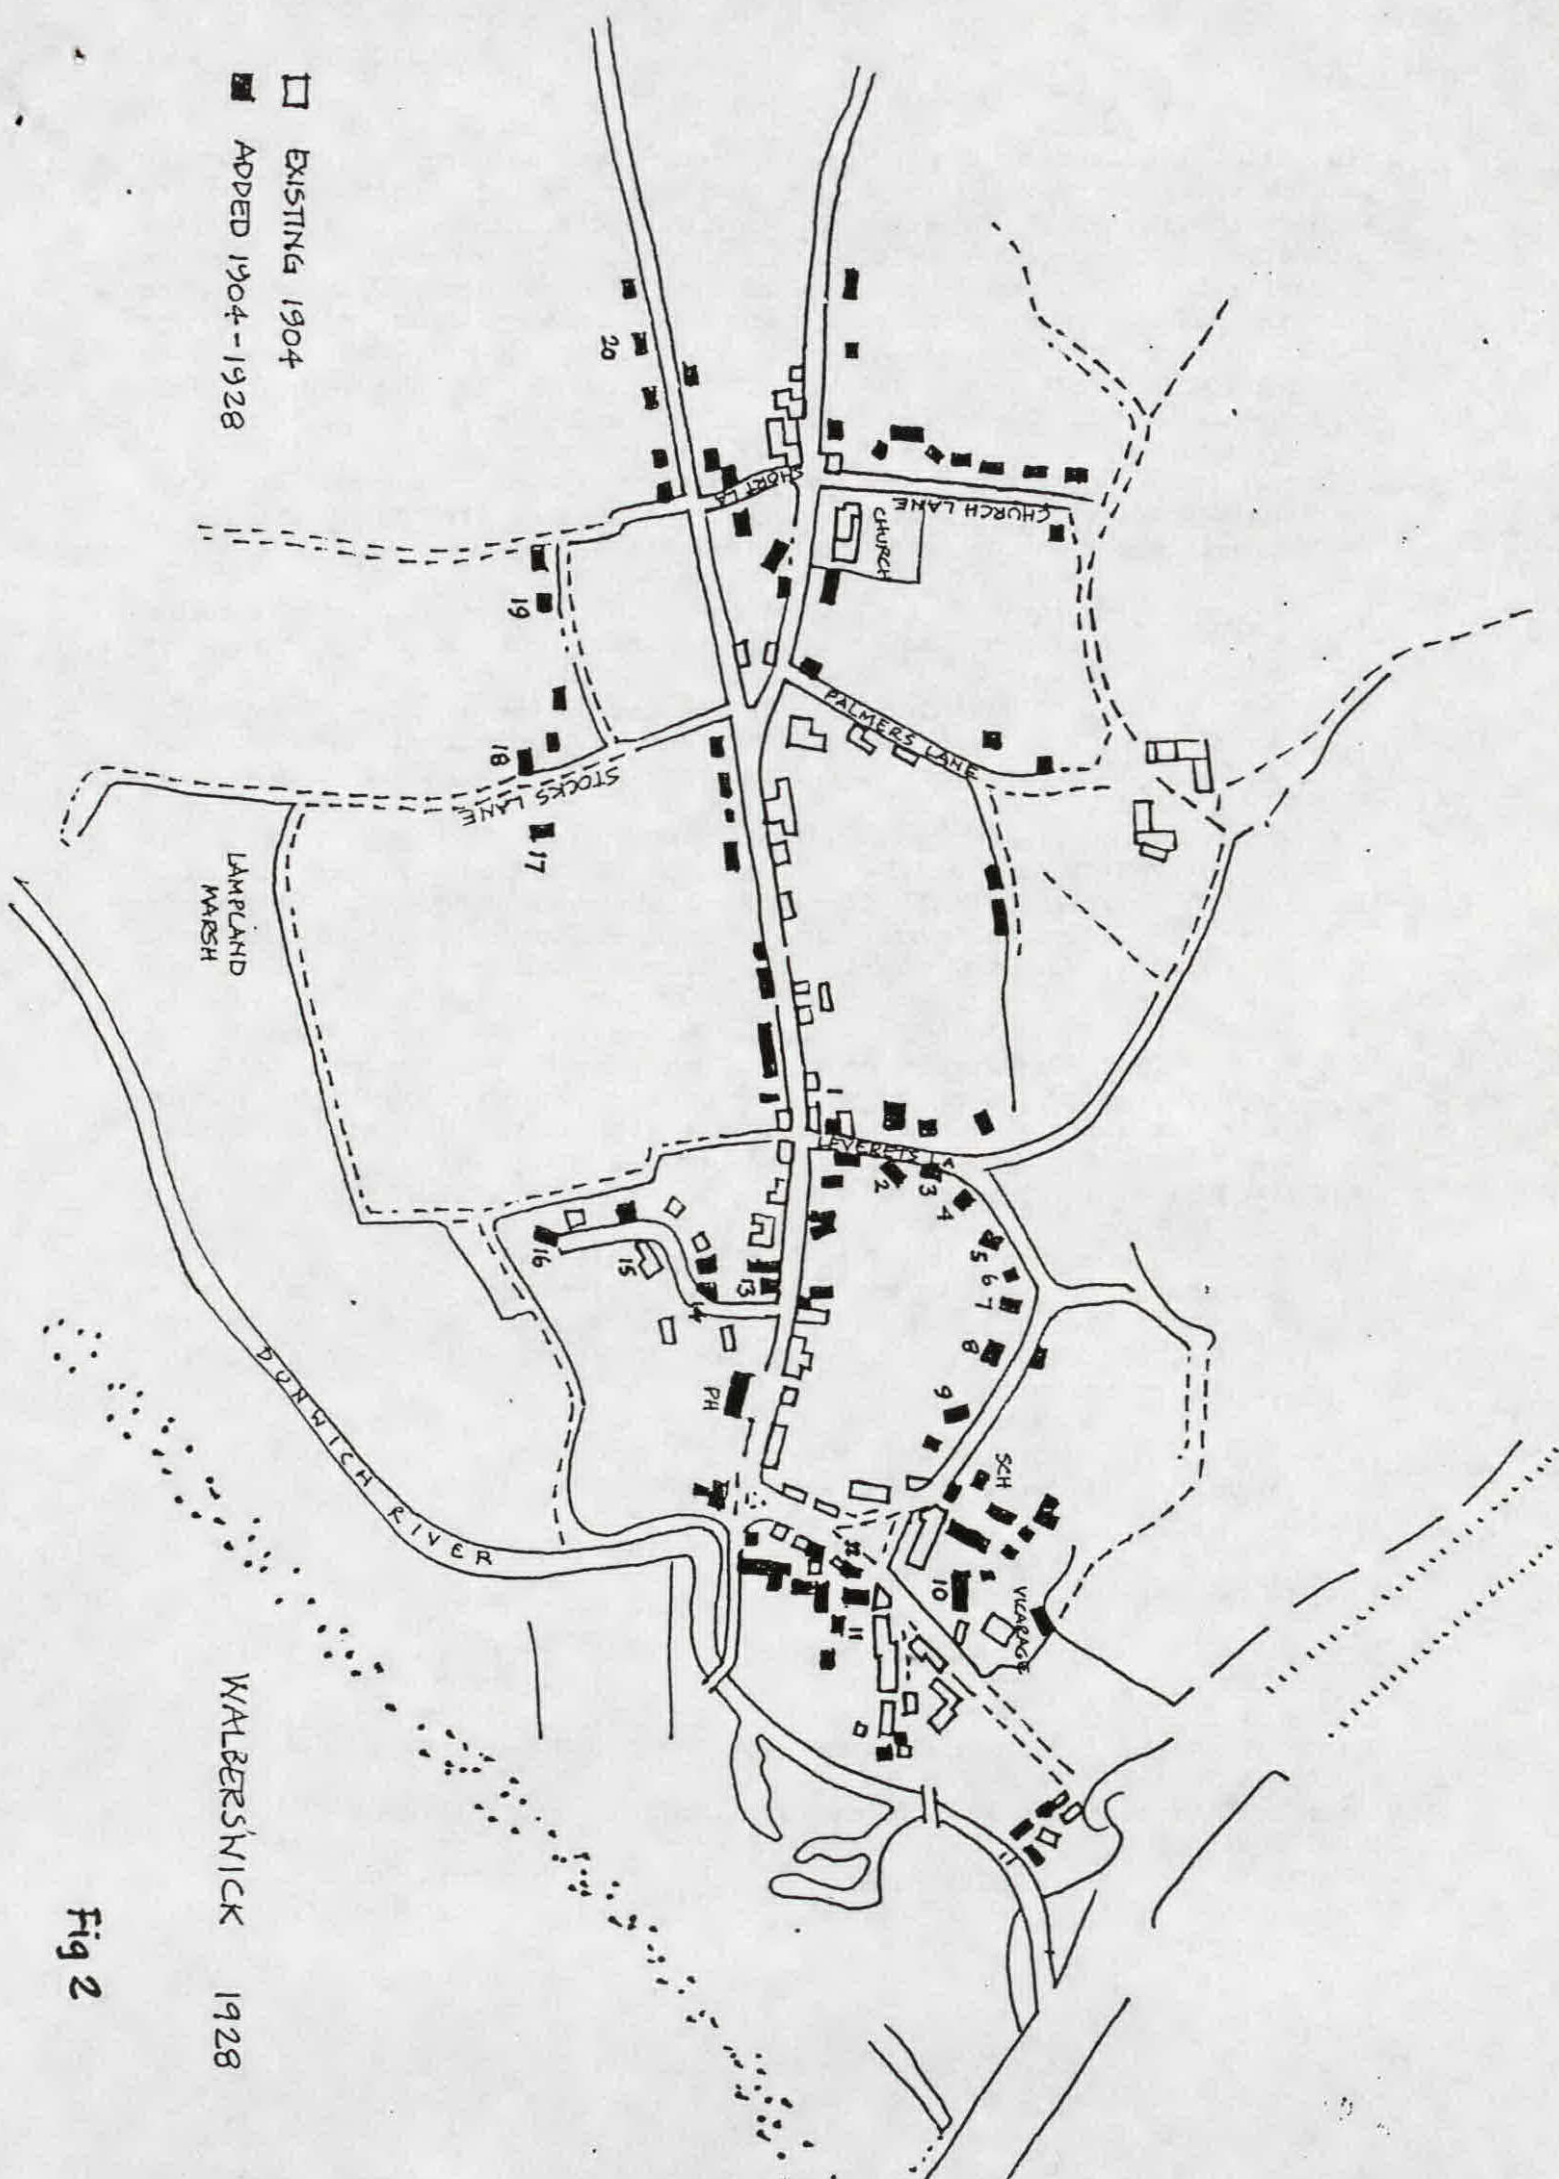 EXISTING 1904
ADDED 1904-1928
20
SHORT LA
CHURCH LANE
CHURCH
19
18
STOCKS LANE
17
PALMERS LANE
LAMPLAND
MARSH
1
LEVERETS LA
2
3
4
5
6
7
8
9
SCH
10
VICARAGE
11
12
13
14
15
16
PH
DUNWICH RIVER
WALBERSWICK 1928
Fig 2